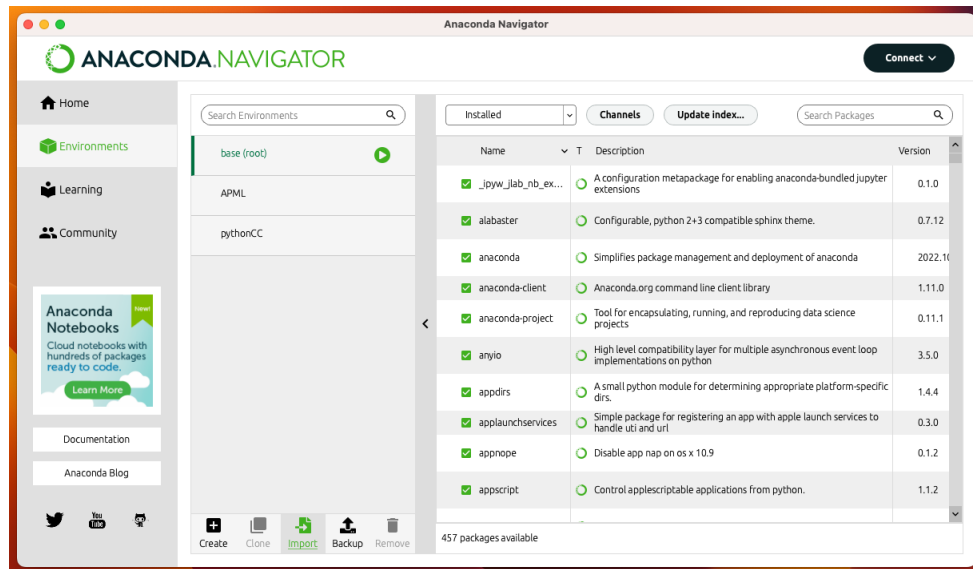 Anaconda Navigator
ANACONDA.NAVIGATOR
Connect
Home
Environments
Learning
Community
Anaconda
Notebooks
New!
Cloud notebooks with
hundreds of packages
ready to code.
Learn More
Documentation
Anaconda Blog
You
Tube
Search Environments
base (root)
APML
pythonCC
Create
Clone
Import
Backup
Remove
Installed
Channels
Update index...
Search Packages
Name T Description Version
_ipyw_jlab_nb_ex... A configuration metapackage for enabling anaconda-bundled jupyter
extensions 0.1.0
alabaster Configurable, python 2+3 compatible sphinx theme. 0.7.12
anaconda Simplifies package management and deployment of anaconda 2022.10
anaconda-client Anaconda.org command line client library 1.11.0
anaconda-project Tool for encapsulating, running, and reproducing data science
projects 0.11.1
anyio High level compatibility layer for multiple asynchronous event loop
implementations on python 3.5.0
appdirs A small python module for determining appropriate platform-specific
dirs. 1.4.4
applaunchservices Simple package for registering an app with apple launch services to
handle uti and url 0.3.0
appnope Disable app nap on os x 10.9 0.1.2
appscript Control applescriptable applications from python. 1.1.2
457 packages available